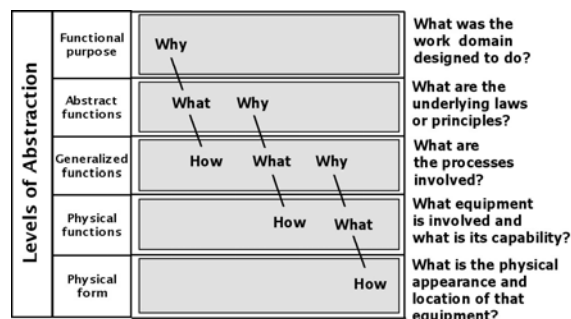 Levels of Abstraction
Functional
purpose
Why
What was the
work domain
designed to do?
Abstract
functions
What Why
What are the
underlying laws
or principles?
Generalized
functions
How What Why
What are
the processes
involved?
Physical
functions
How What
What equipment
is involved and
what is its capability?
Physical
form
How
What is the physical
appearance and
location of that
equipment?